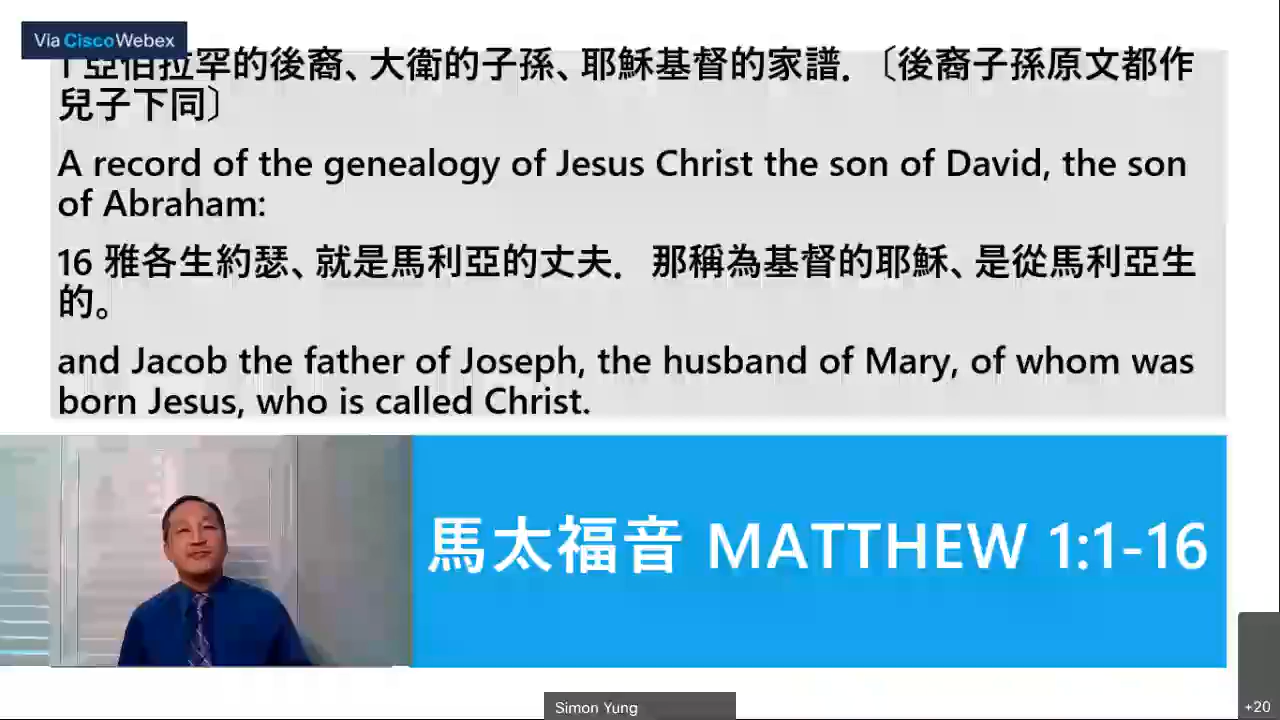 Via Cisco Webex
1 亞伯拉罕的後裔、大衛的子孫、耶穌基督的家譜．〔後裔子孫原文都作
兒子下同〕
A record of the genealogy of Jesus Christ the son of David, the son
of Abraham:
16 雅各生約瑟、就是馬利亞的丈夫．那稱為基督的耶穌、是從馬利亞生
的。
and Jacob the father of Joseph, the husband of Mary, of whom was
born Jesus, who is called Christ.
馬太福音 MATTHEW 1:1-16
Simon Yung
+20